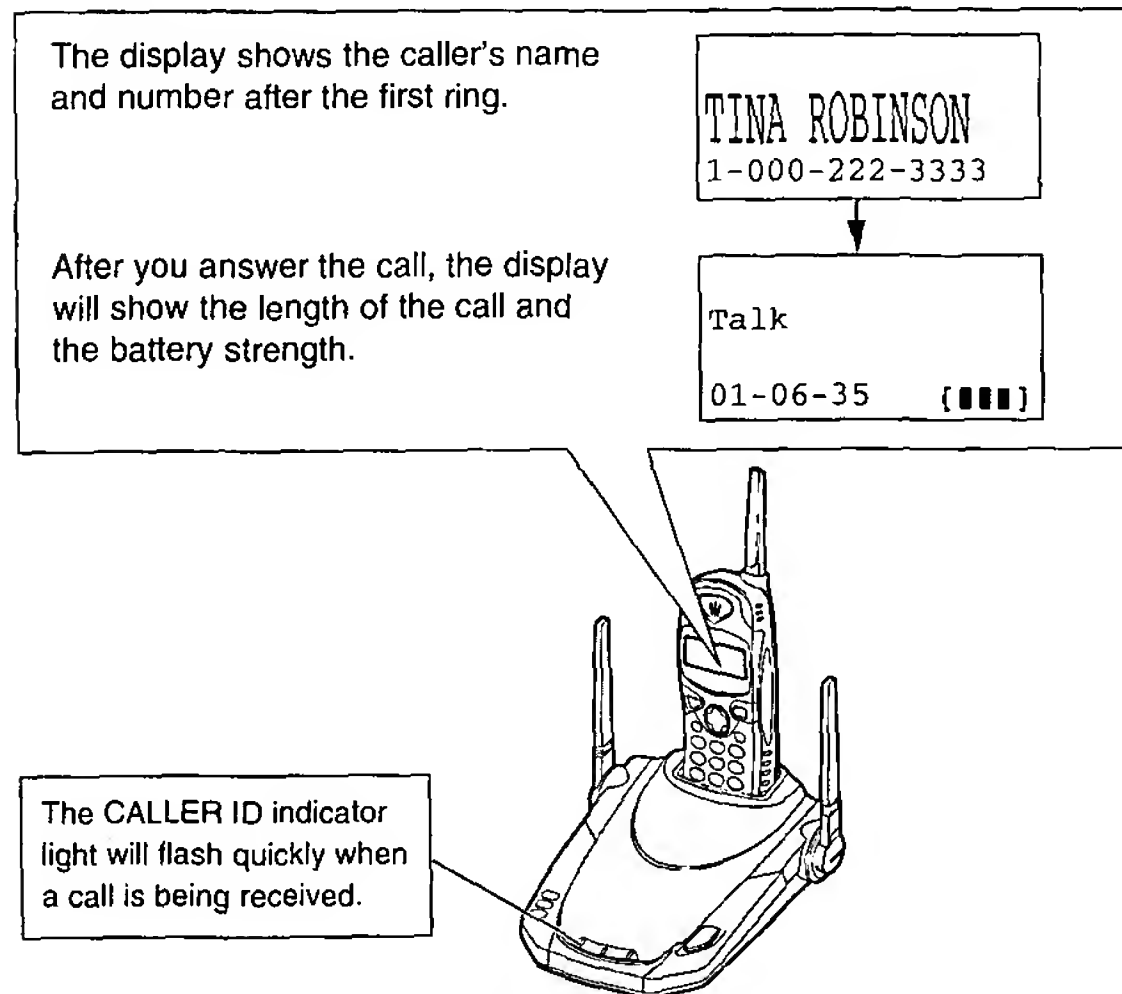 The display shows the caller's name
and number after the first ring.
TINA ROBINSON
1-000-222-3333
After you answer the call, the display
will show the length of the call and
the battery strength.
Talk
01-06-35 [▮▮▮]
The CALLER ID indicator
light will flash quickly when
a call is being received.